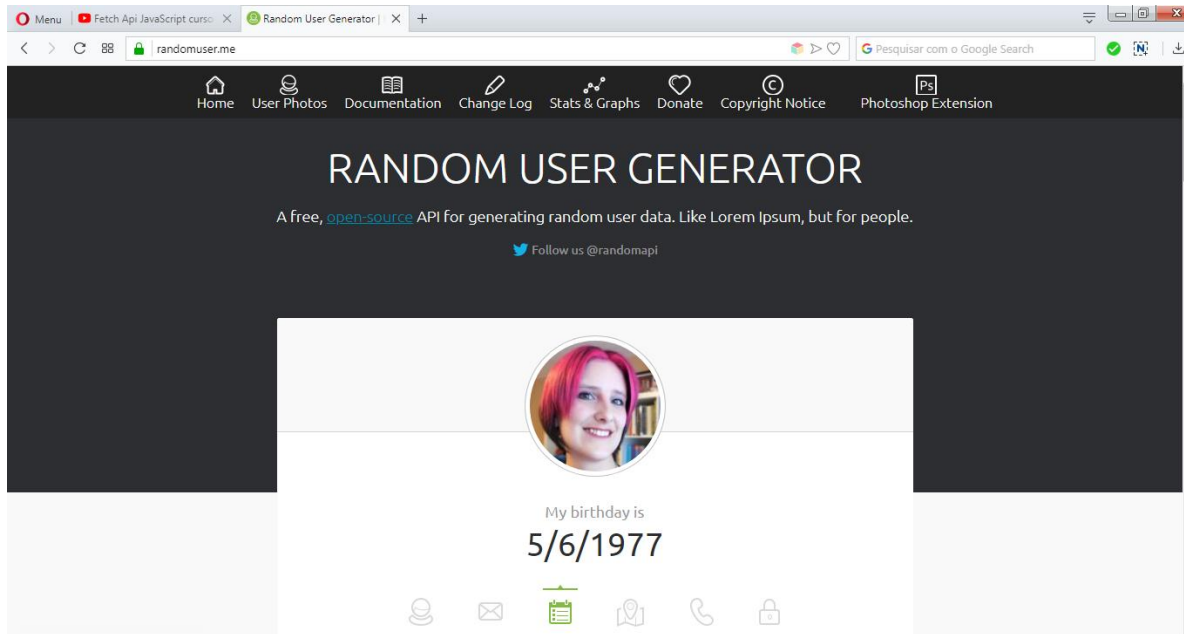 Menu Fetch Api JavaScript curso Random User Generator |
randomuser.me Pesquisar com o Google Search
Home User Photos Documentation Change Log Stats & Graphs Donate Copyright Notice Photoshop Extension
RANDOM USER GENERATOR
A free, open-source API for generating random user data. Like Lorem Ipsum, but for people.
Follow us @randomapi
My birthday is
5/6/1977